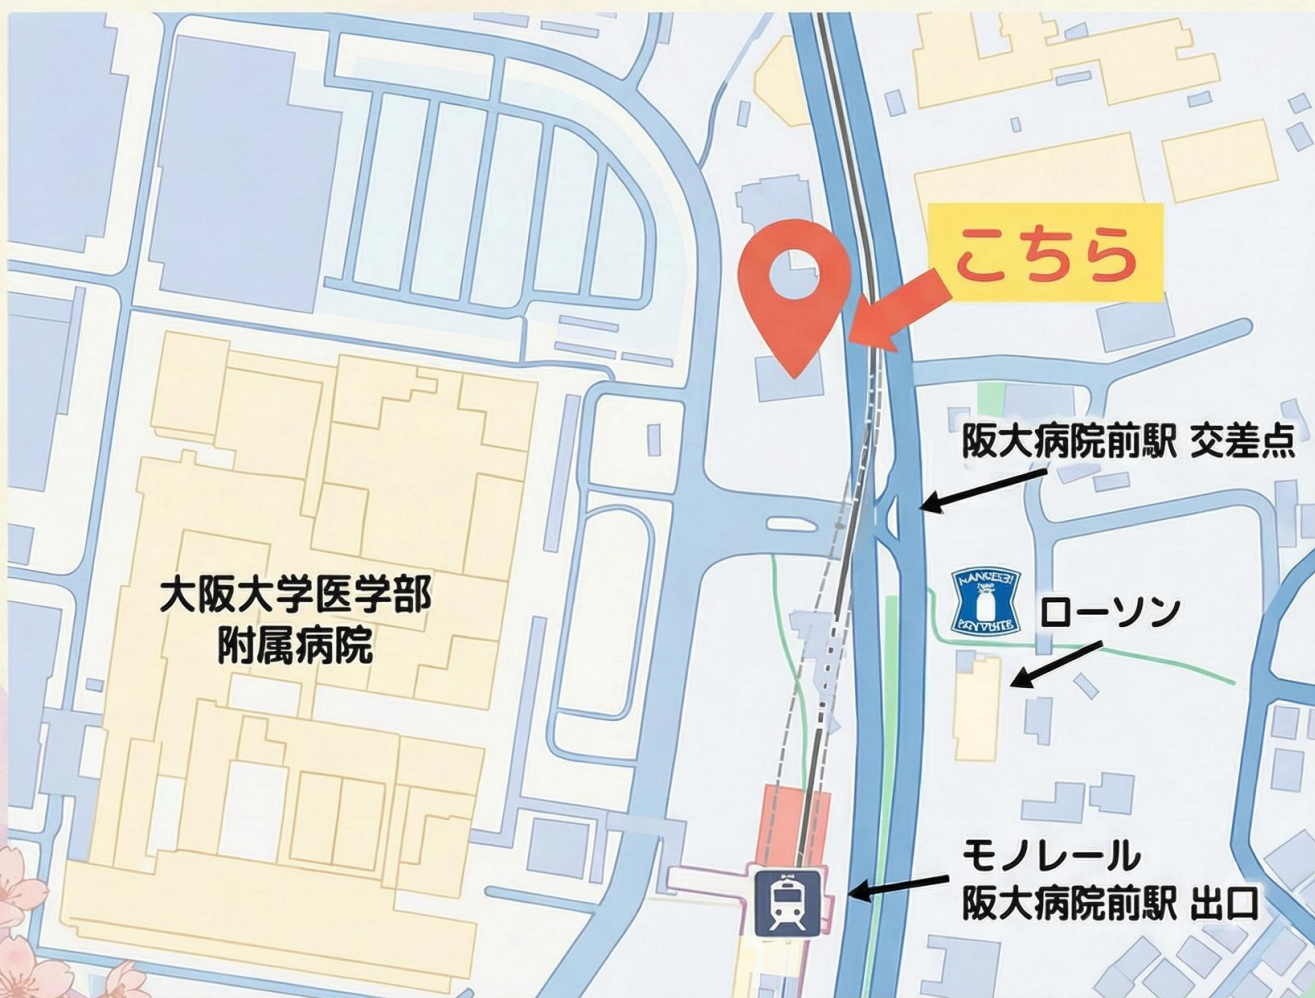 こちら
阪大病院前駅 交差点
大阪大学医学部
附属病院
ローソン
モノレール
阪大病院前駅 出口